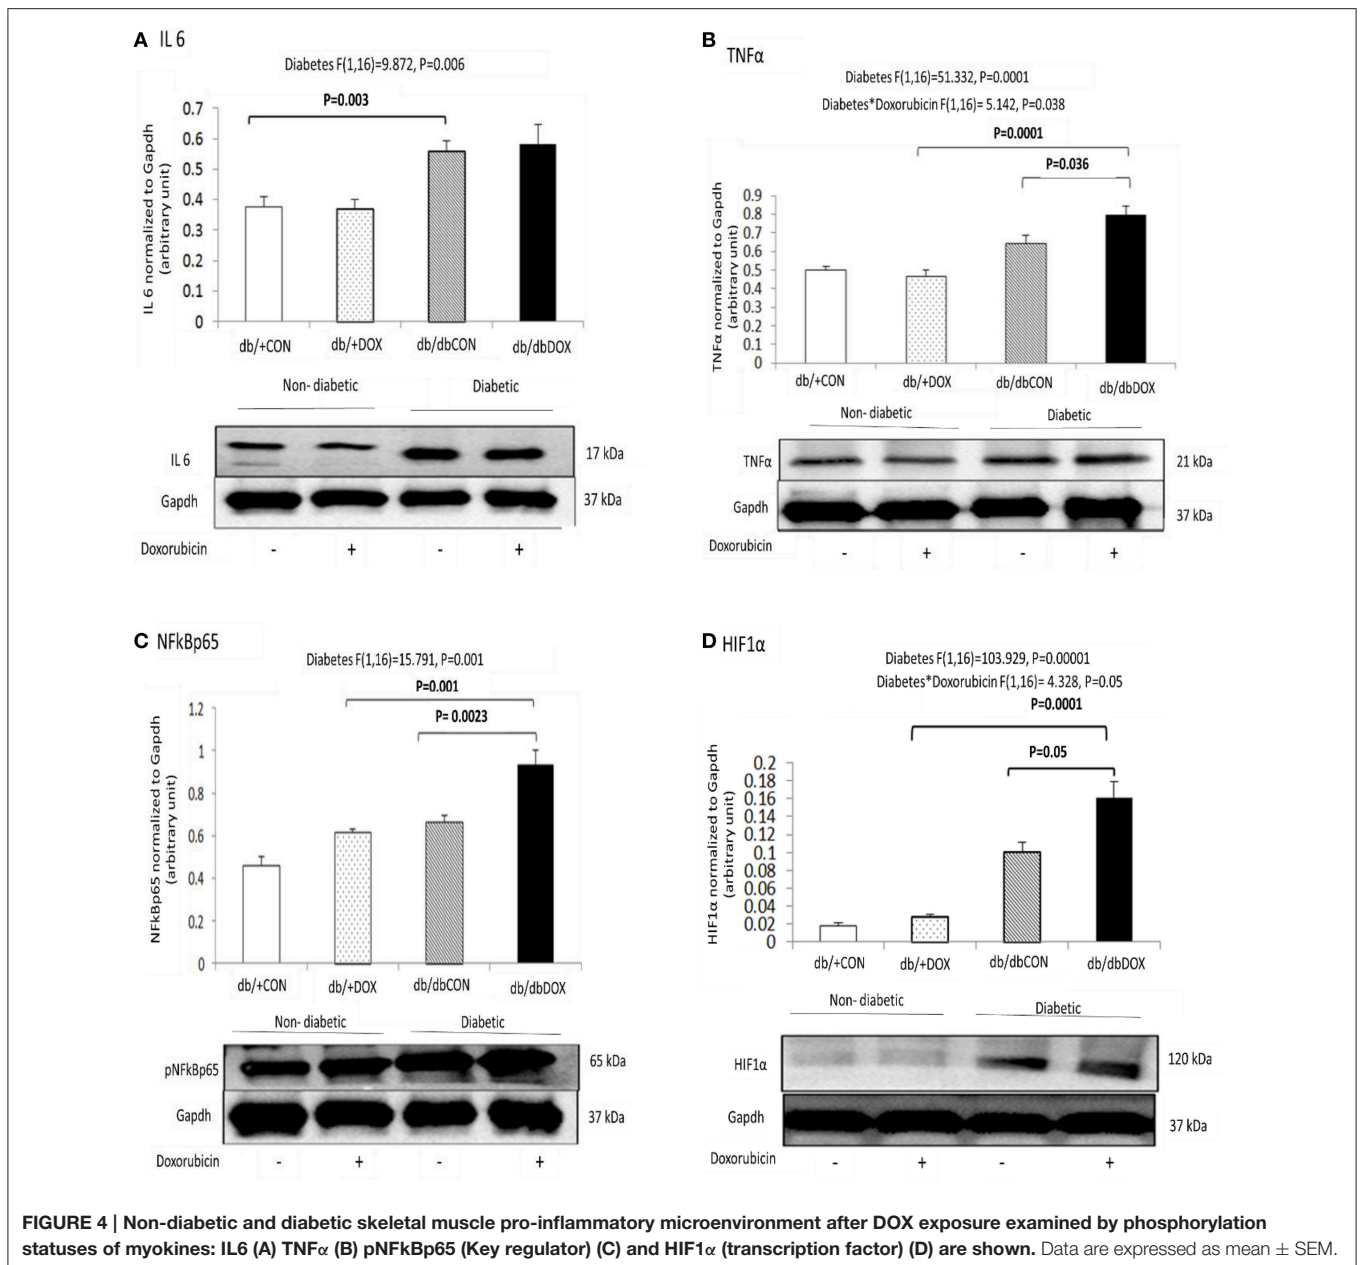 A IL 6
Diabetes F(1,16)=9.872, P=0.006
P=0.003
IL 6 normalized to Gapdh
(arbitrary unit)
0.7
0.6
0.5
0.4
0.3
0.2
0.1
0
db/+CON db/+DOX db/dbCON db/dbDOX
Non- diabetic Diabetic
IL 6 17 kDa
Gapdh 37 kDa
Doxorubicin - + - +
B TNFα
Diabetes F(1,16)=51.332, P=0.0001
Diabetes*Doxorubicin F(1,16)= 5.142, P=0.038
P=0.0001
P=0.036
TNFα normalized to Gapdh
(arbitrary unit)
0.9
0.8
0.7
0.6
0.5
0.4
0.3
0.2
0.1
0
db/+CON db/+DOX db/dbCON db/dbDOX
Non- diabetic Diabetic
TNFα 21 kDa
Gapdh 37 kDa
Doxorubicin - + - +
C NFkBp65
Diabetes F(1,16)=15.791, P=0.001
P=0.001
P= 0.0023
NFkBp65 normalized to Gapdh
(arbitrary unit)
1.2
1
0.8
0.6
0.4
0.2
0
db/+CON db/+DOX db/dbCON db/dbDOX
Non- diabetic Diabetic
pNFkBp65 65 kDa
Gapdh 37 kDa
Doxorubicin - + - +
D HIF1α
Diabetes F(1,16)=103.929, P=0.00001
Diabetes*Doxorubicin F(1,16)= 4.328, P=0.05
P=0.0001
P=0.05
HIF1α normalized to Gapdh
(arbitrary unit)
0.2
0.18
0.16
0.14
0.12
0.1
0.08
0.06
0.04
0.02
0
db/+CON db/+DOX db/dbCON db/dbDOX
Non- diabetic Diabetic
HIF1α 120 kDa
Gapdh 37 kDa
Doxorubicin - + - +
FIGURE 4 | Non-diabetic and diabetic skeletal muscle pro-inflammatory microenvironment after DOX exposure examined by phosphorylation
statuses of myokines: IL6 (A) TNFα (B) pNFkBp65 (Key regulator) (C) and HIF1α (transcription factor) (D) are shown. Data are expressed as mean ± SEM.